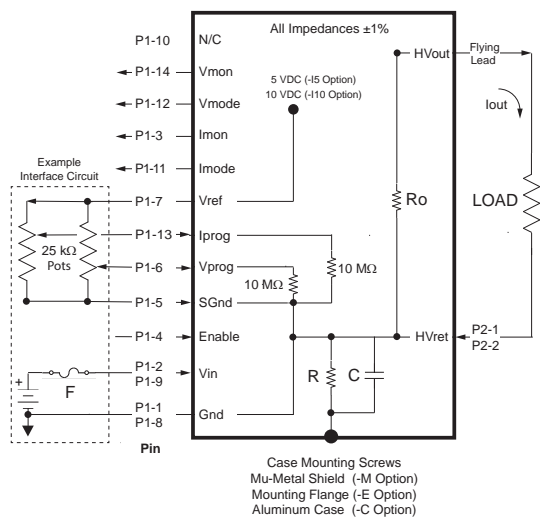 All Impedances ±1%
P1-10 N/C
HVout
Flying
Lead
P1-14 Vmon
5 VDC (-I5 Option)
10 VDC (-I10 Option)
P1-12 Vmode
Iout
P1-3 Imon
Example
Interface Circuit
P1-11 Imode
P1-7 Vref
Ro
LOAD
P1-13 Iprog
25 kΩ
Pots
P1-6 Vprog
10 MΩ
10 MΩ
P1-5 SGnd
P1-4 Enable
HVret
P2-1
P2-2
P1-2
P1-9
Vin
+
F
R
C
P1-1
P1-8
Gnd
Pin
Case Mounting Screws
Mu-Metal Shield (-M Option)
Mounting Flange (-E Option)
Aluminum Case (-C Option)